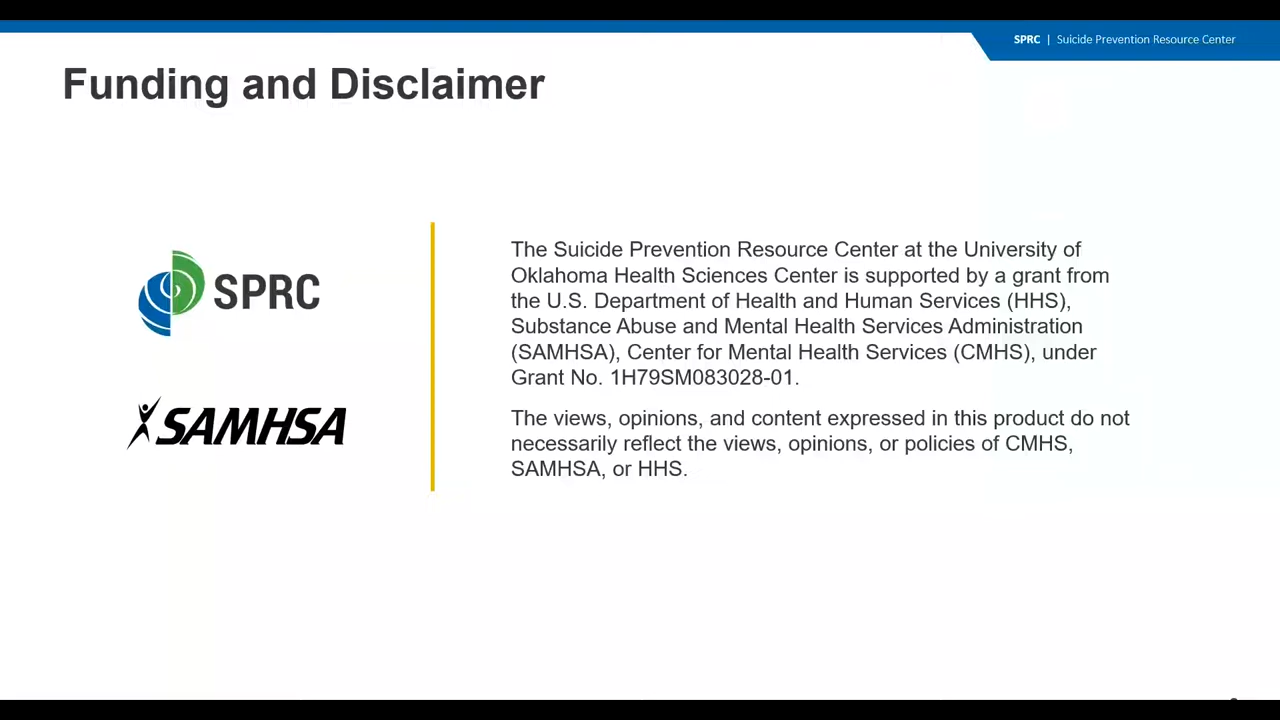 SPRC | Suicide Prevention Resource Center
Funding and Disclaimer
SPRC
SAMHSA
The Suicide Prevention Resource Center at the University of
Oklahoma Health Sciences Center is supported by a grant from
the U.S. Department of Health and Human Services (HHS),
Substance Abuse and Mental Health Services Administration
(SAMHSA), Center for Mental Health Services (CMHS), under
Grant No. 1H79SM083028-01.
The views, opinions, and content expressed in this product do not
necessarily reflect the views, opinions, or policies of CMHS,
SAMHSA, or HHS.